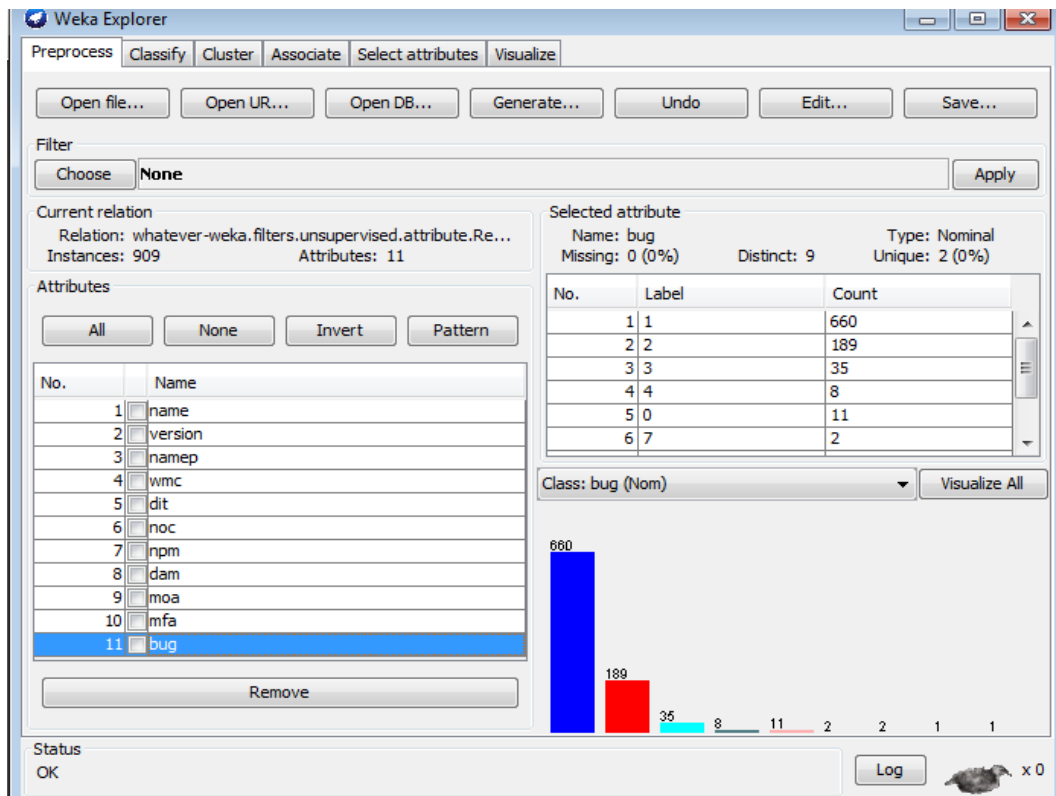 Weka Explorer
Preprocess Classify Cluster Associate Select attributes Visualize
Open file... Open UR... Open DB... Generate... Undo Edit... Save...
Filter
Choose None Apply
Current relation
Relation: whatever-weka.filters.unsupervised.attribute.Re...
Instances: 909 Attributes: 11
Attributes
All None Invert Pattern
No. Name
1 name
2 version
3 namep
4 wmc
5 dit
6 noc
7 npm
8 dam
9 moa
10 mfa
11 bug
Remove
Selected attribute
Name: bug Type: Nominal
Missing: 0 (0%) Distinct: 9 Unique: 2 (0%)
No. Label Count
1 1 660
2 2 189
3 3 35
4 4 8
5 0 11
6 7 2
Class: bug (Nom) Visualize All
660
189
35 8 11 2 2 1 1
Status
OK
Log x 0